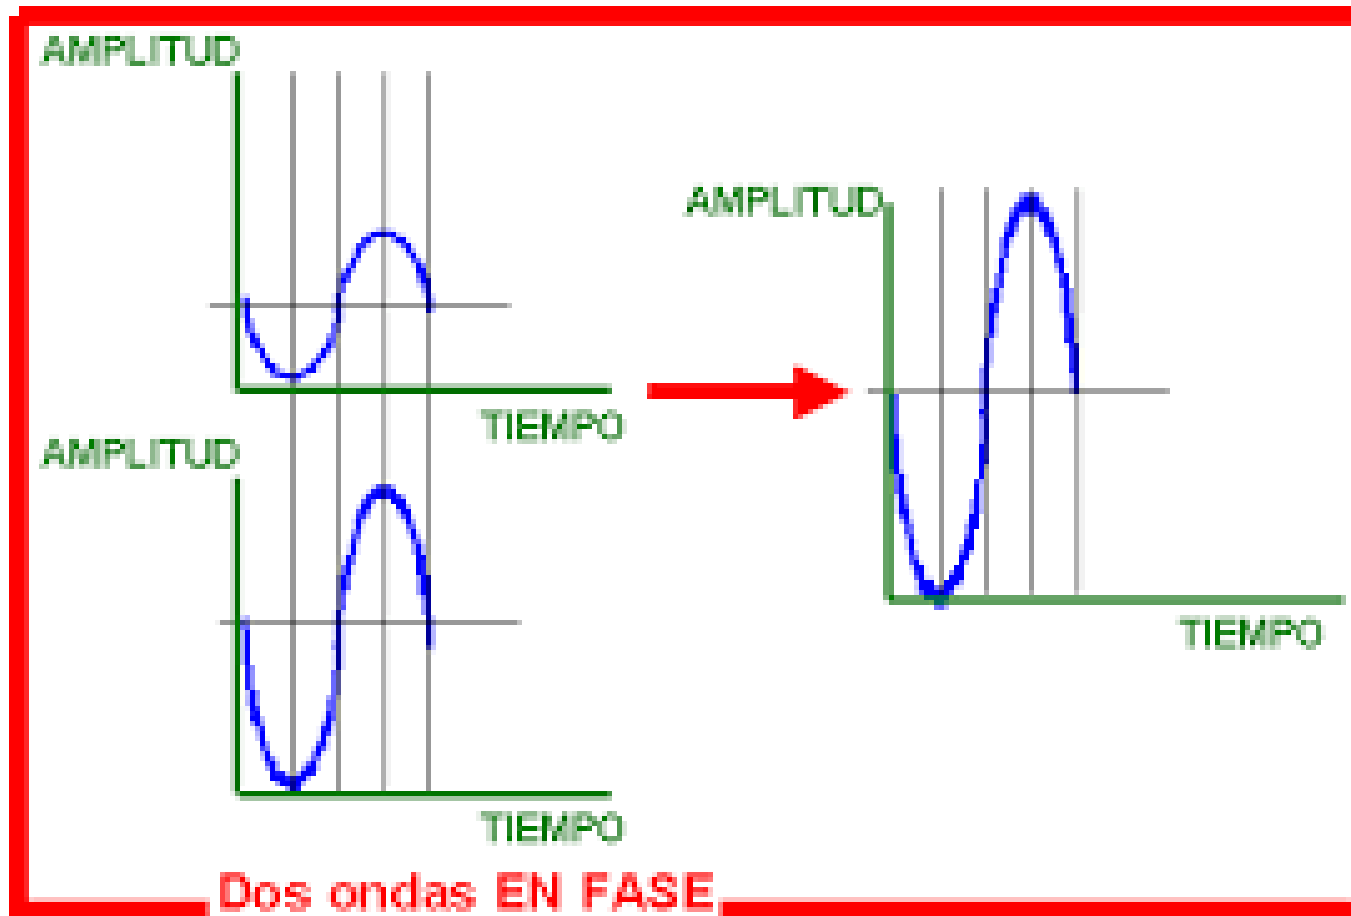 AMPLITUD
TIEMPO
AMPLITUD
TIEMPO
AMPLITUD
TIEMPO
Dos ondas EN FASE